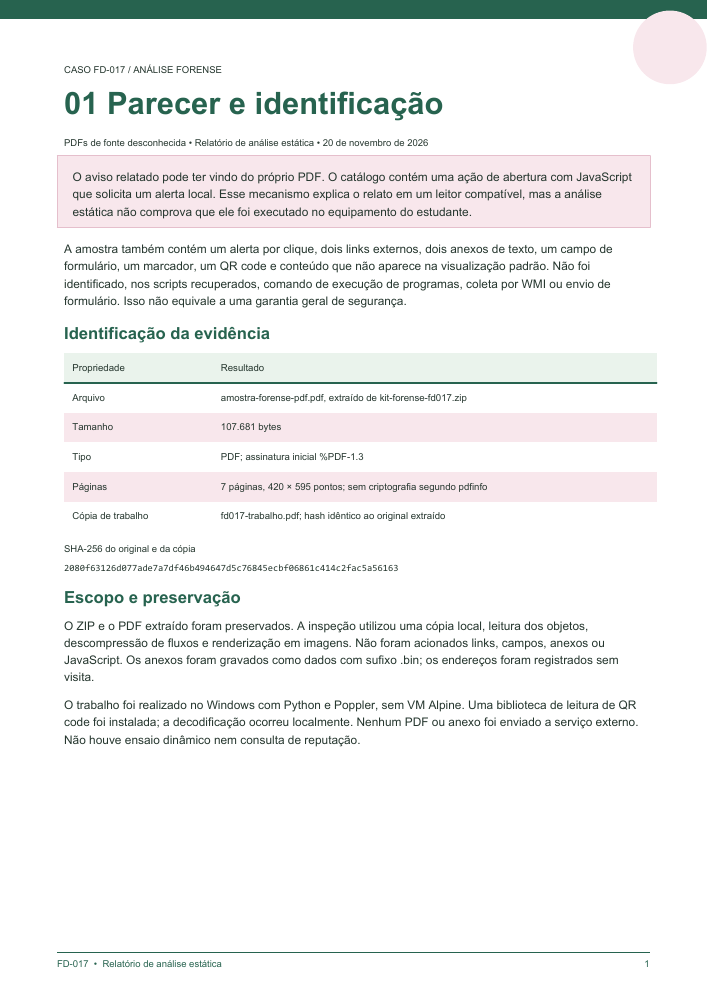 CASO FD-017 / ANÁLISE FORENSE
01 Parecer e identificação
PDFs de fonte desconhecida • Relatório de análise estática • 20 de novembro de 2026
O aviso relatado pode ter vindo do próprio PDF. O catálogo contém uma ação de abertura com JavaScript
que solicita um alerta local. Esse mecanismo explica o relato em um leitor compatível, mas a análise
estática não comprova que ele foi executado no equipamento do estudante.
A amostra também contém um alerta por clique, dois links externos, dois anexos de texto, um campo de
formulário, um marcador, um QR code e conteúdo que não aparece na visualização padrão. Não foi
identificado, nos scripts recuperados, comando de execução de programas, coleta por WMI ou envio de
formulário. Isso não equivale a uma garantia geral de segurança.
Identificação da evidência
Propriedade Resultado
Arquivo amostra-forense-pdf.pdf, extraído de kit-forense-fd017.zip
Tamanho 107.681 bytes
Tipo PDF; assinatura inicial %PDF-1.3
Páginas 7 páginas, 420 × 595 pontos; sem criptografia segundo pdfinfo
Cópia de trabalho fd017-trabalho.pdf; hash idêntico ao original extraído
SHA-256 do original e da cópia
2080f63126d077ade7a7df46b494647d5c76845ecbf06861c414c2fac5a56163
Escopo e preservação
O ZIP e o PDF extraído foram preservados. A inspeção utilizou uma cópia local, leitura dos objetos,
descompressão de fluxos e renderização em imagens. Não foram acionados links, campos, anexos ou
JavaScript. Os anexos foram gravados como dados com sufixo .bin; os endereços foram registrados sem
visita.
O trabalho foi realizado no Windows com Python e Poppler, sem VM Alpine. Uma biblioteca de leitura de QR
code foi instalada; a decodificação ocorreu localmente. Nenhum PDF ou anexo foi enviado a serviço externo.
Não houve ensaio dinâmico nem consulta de reputação.
FD-017 • Relatório de análise estática 1